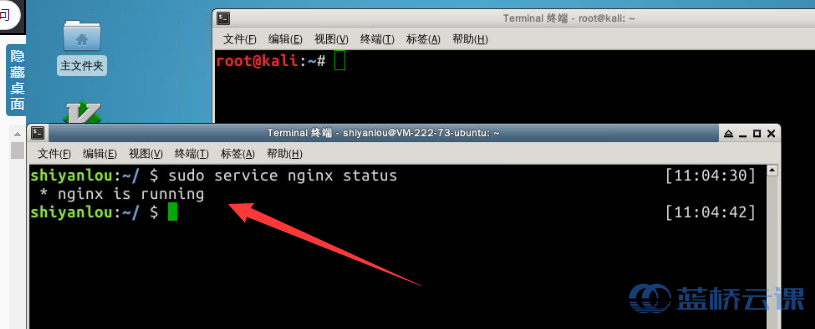 问
隐
藏
桌
面
主文件夹
Terminal 终端 - root@kali: ~
文件(F) 编辑(E) 视图(V) 终端(T) 标签(A) 帮助(H)
root@kali:~#
Terminal 终端 - shiyanlou@VM-222-73-ubuntu: ~
文件(F) 编辑(E) 视图(V) 终端(T) 标签(A) 帮助(H)
shiyanlou:~/ $ sudo service nginx status [11:04:30]
* nginx is running
shiyanlou:~/ $ [11:04:42]
蓝桥云课